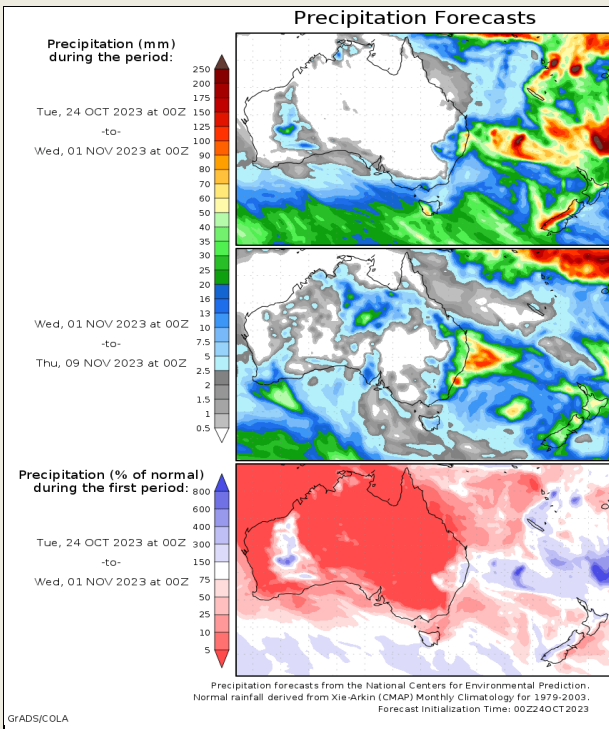 Precipitation Forecasts
Precipitation (mm)
during the period:
250
200
175
150
125
100
90
80
70
60
50
40
35
30
25
20
16
13
10
7.5
5
2.5
2
1.5
1
0.5
Tue, 24 OCT 2023 at 00Z
-to-
Wed, 01 NOV 2023 at 00Z
Wed, 01 NOV 2023 at 00Z
-to-
Thu, 09 NOV 2023 at 00Z
Precipitation (% of normal)
during the first period:
800
600
400
300
150
75
50
25
10
5
Tue, 24 OCT 2023 at 00Z
-to-
Wed, 01 NOV 2023 at 00Z
Precipitation forecasts from the National Centers for Environmental Prediction.
Normal rainfall derived from Xie-Arkin (CMAP) Monthly Climatology for 1979-2003.
Forecast Initialization Time: 00Z24OCT2023
GrADS/COLA